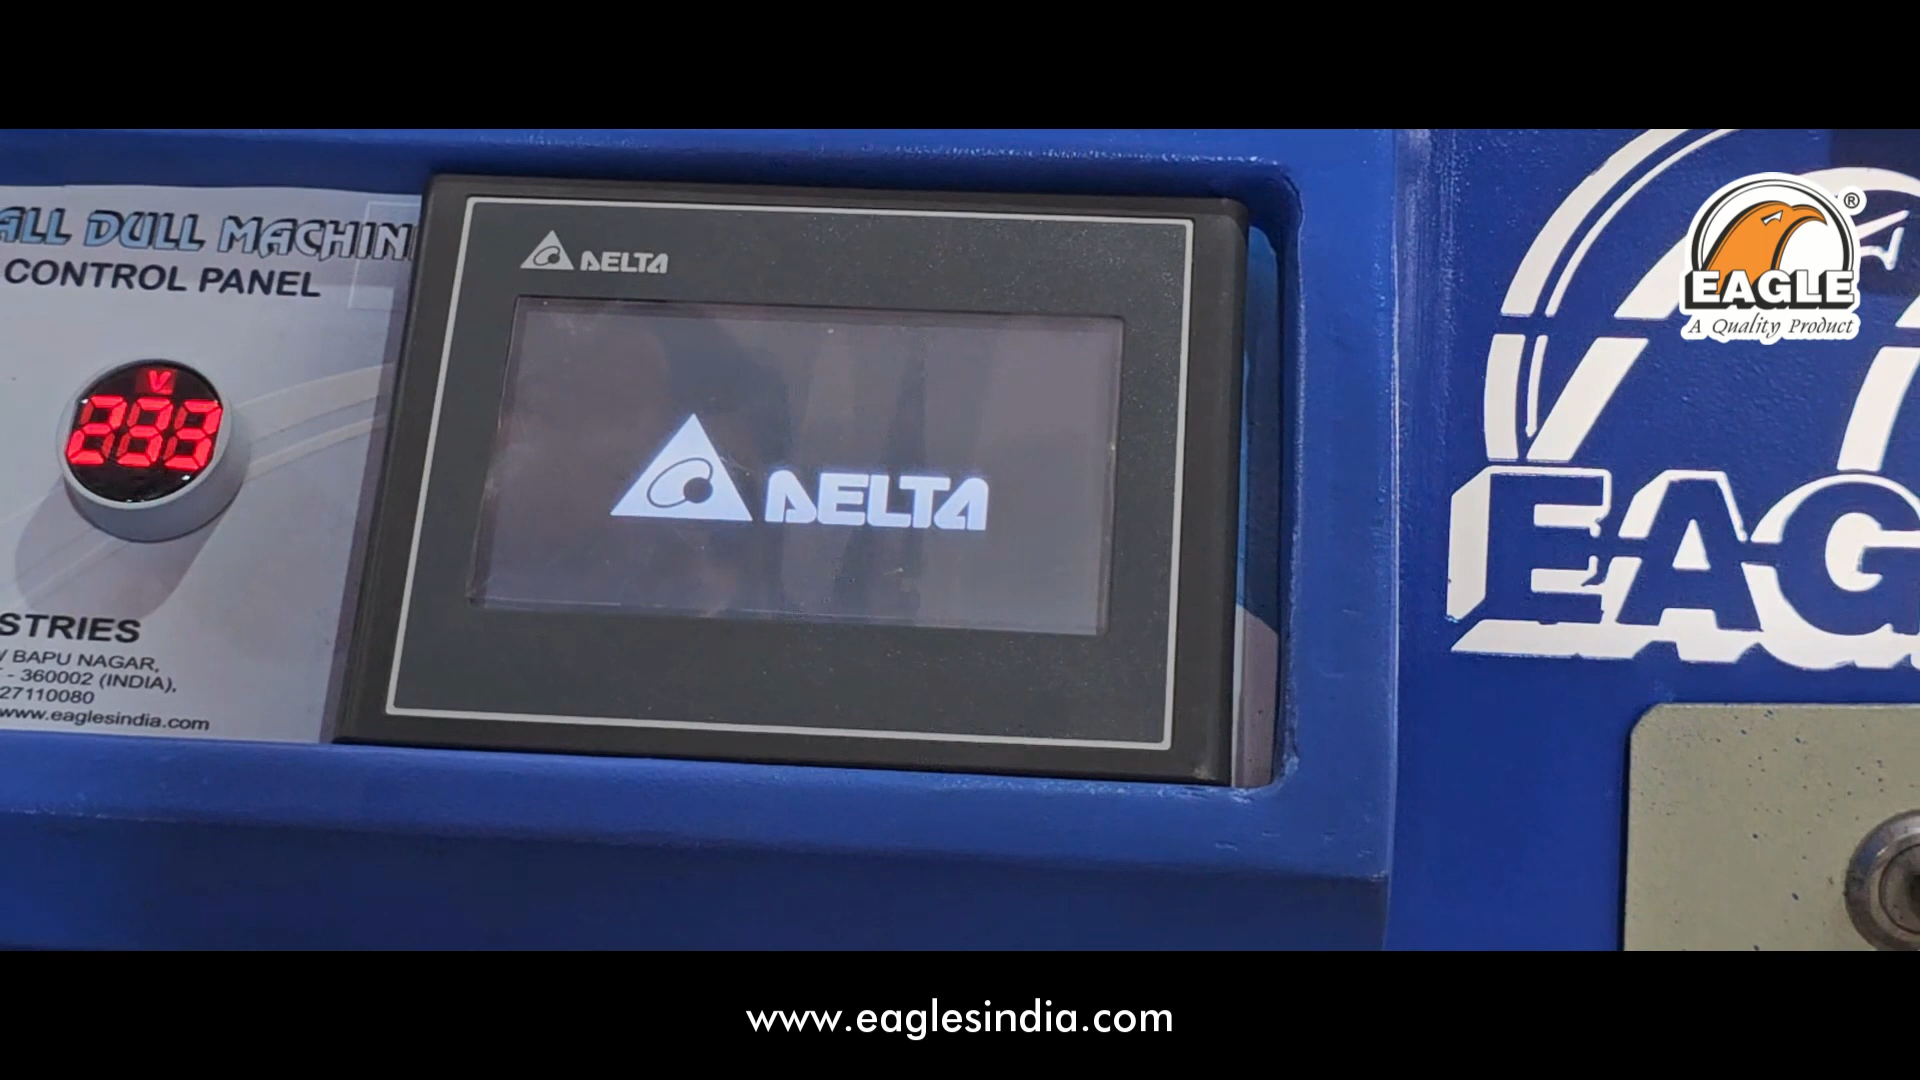 ALL DULL MACHIN
CONTROL PANEL
V
STRIES
BAPU NAGAR,
- 360002 (INDIA),
27110080
www.eaglesindia.com
DELTA
DELTA
EAGLE
®
A Quality Product
EAG
www.eaglesindia.com